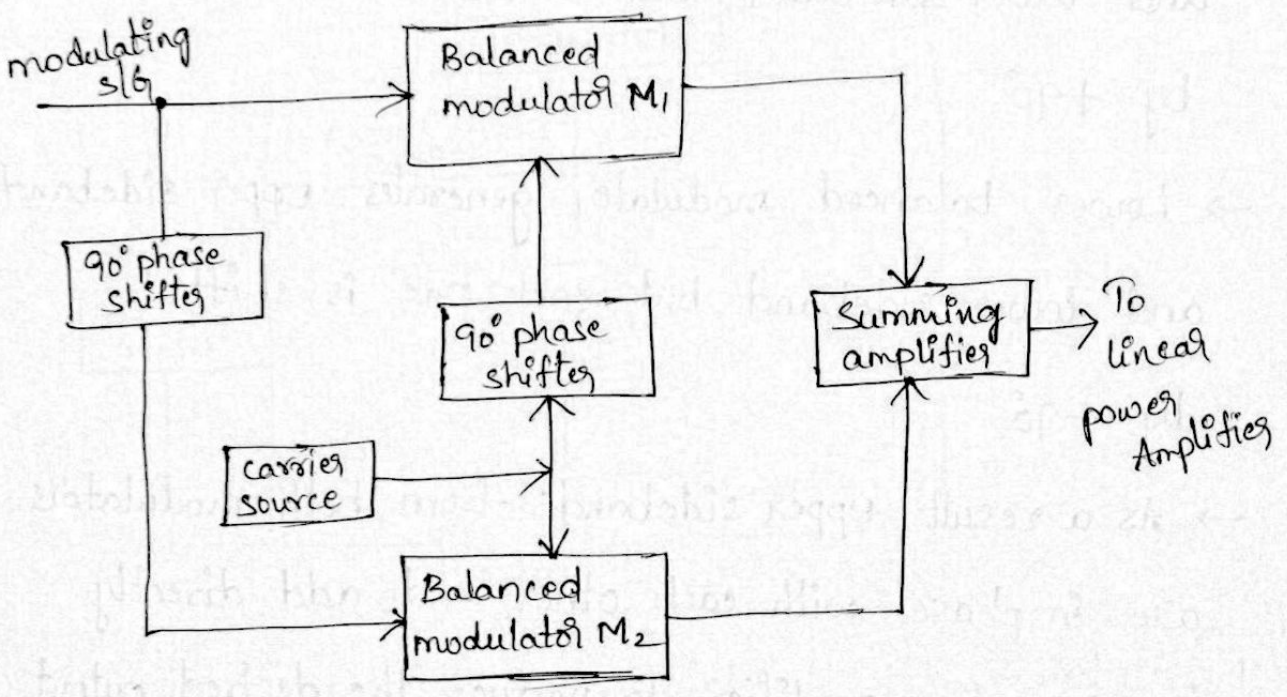 modulating
s/G
Balanced
modulator M₁
90° phase
shifter
90° phase
shifter
summing
amplifier
To
linear
power
Amplifier
carrier
source
Balanced
modulator M₂